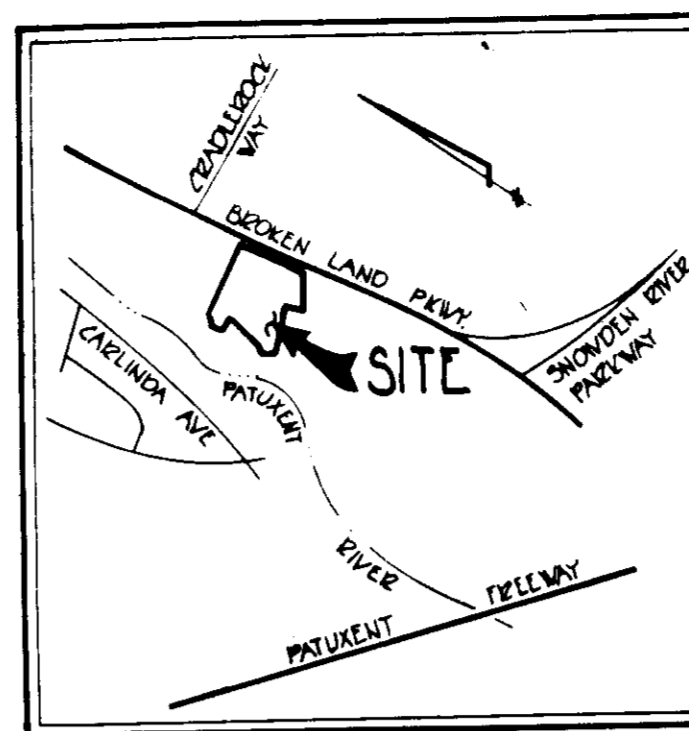 CRADLEROCK
WAY
BROKEN LAND PKWY.
SNOWDEN RIVER
PARKWAY
SITE
CARLINDA AVE
PATUXENT
RIVER
PATUXENT FREEWAY